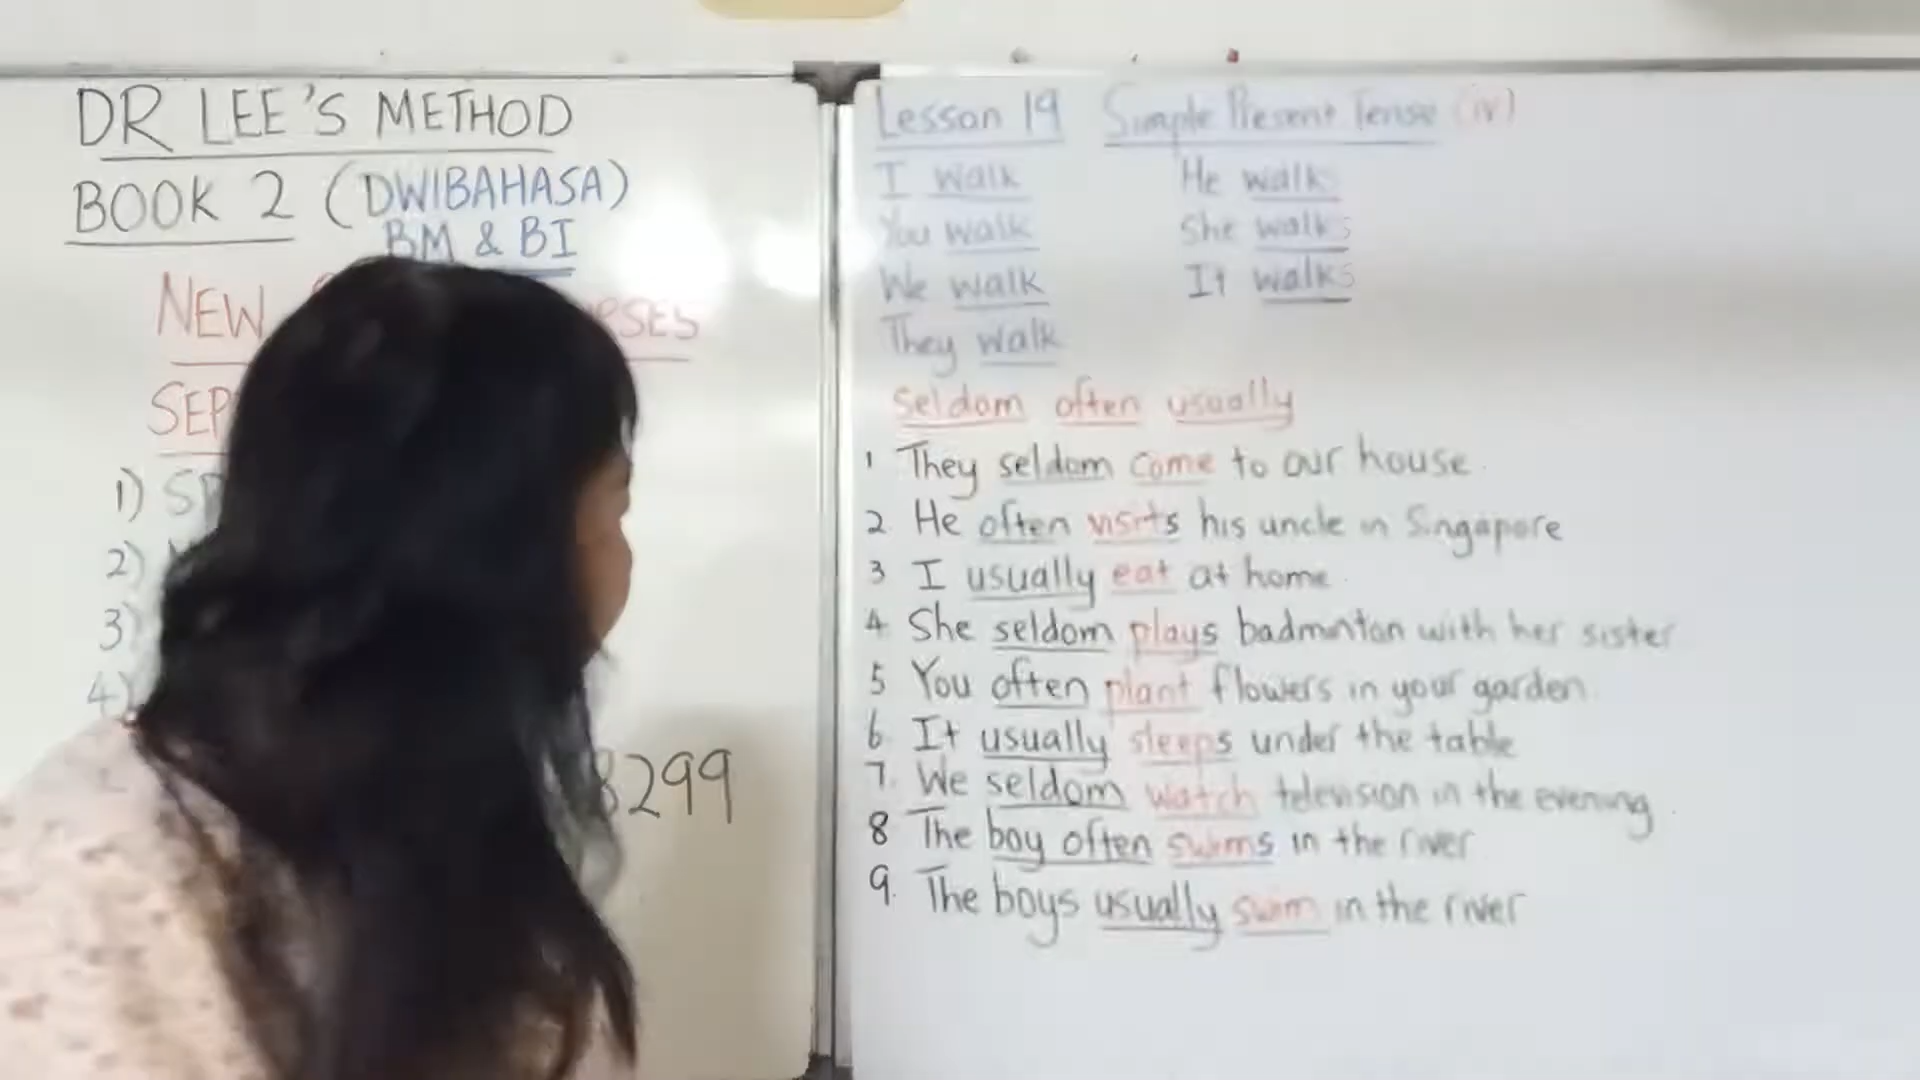 DR LEE'S METHOD
BOOK 2 (DWIBAHASA)
BM & BI
NEW
SEP
1) SP
2)
3)
4)
8299
Lesson 19 Simple Present Tense (iv)
I walk He walks
You walk She walks
We walk It walks
They walk
seldom often usually
1 They seldom come to our house.
2 He often visits his uncle in Singapore
3 I usually eat at home.
4 She seldom plays badminton with her sister
5 You often plant flowers in your garden.
6 It usually sleeps under the table
7. We seldom watch television in the evening.
8 The boy often swims in the river
9. The boys usually swim in the river